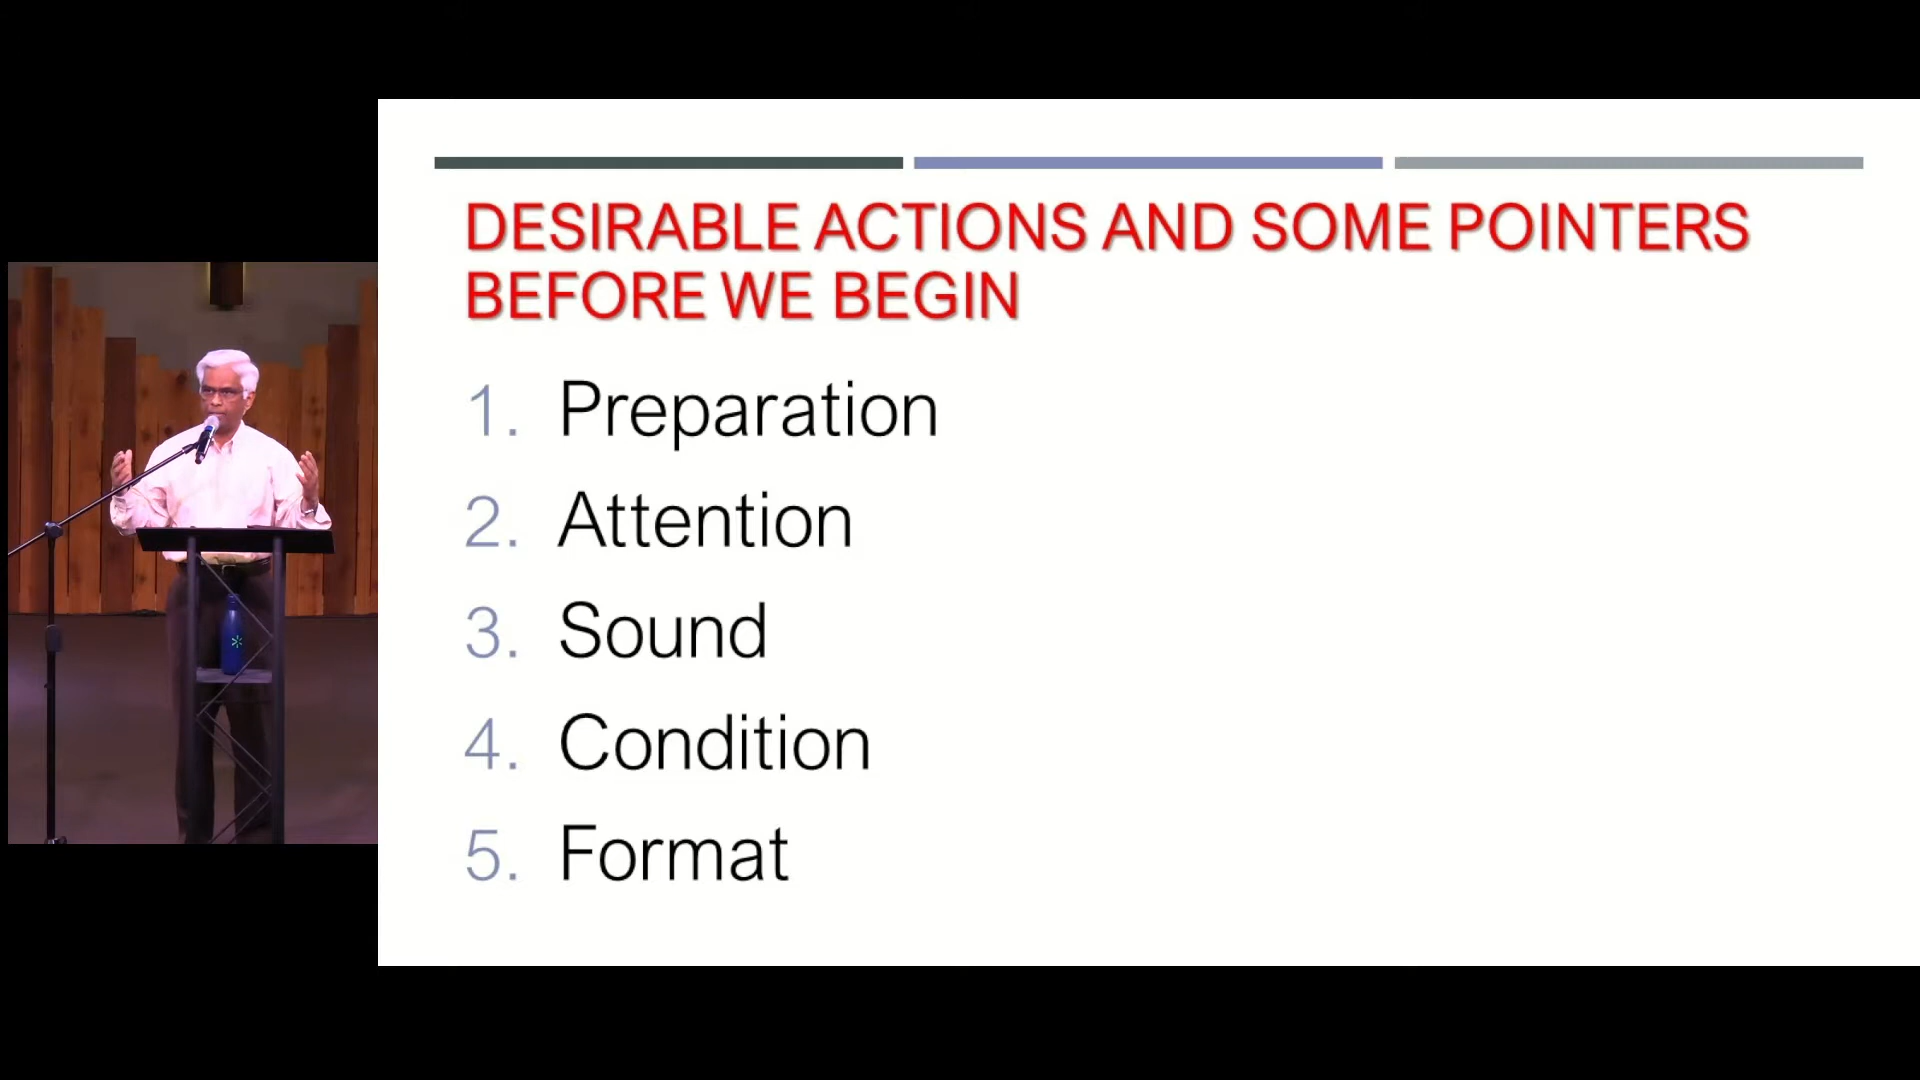 DESIRABLE ACTIONS AND SOME POINTERS
BEFORE WE BEGIN
1. Preparation
2. Attention
3. Sound
4. Condition
5. Format